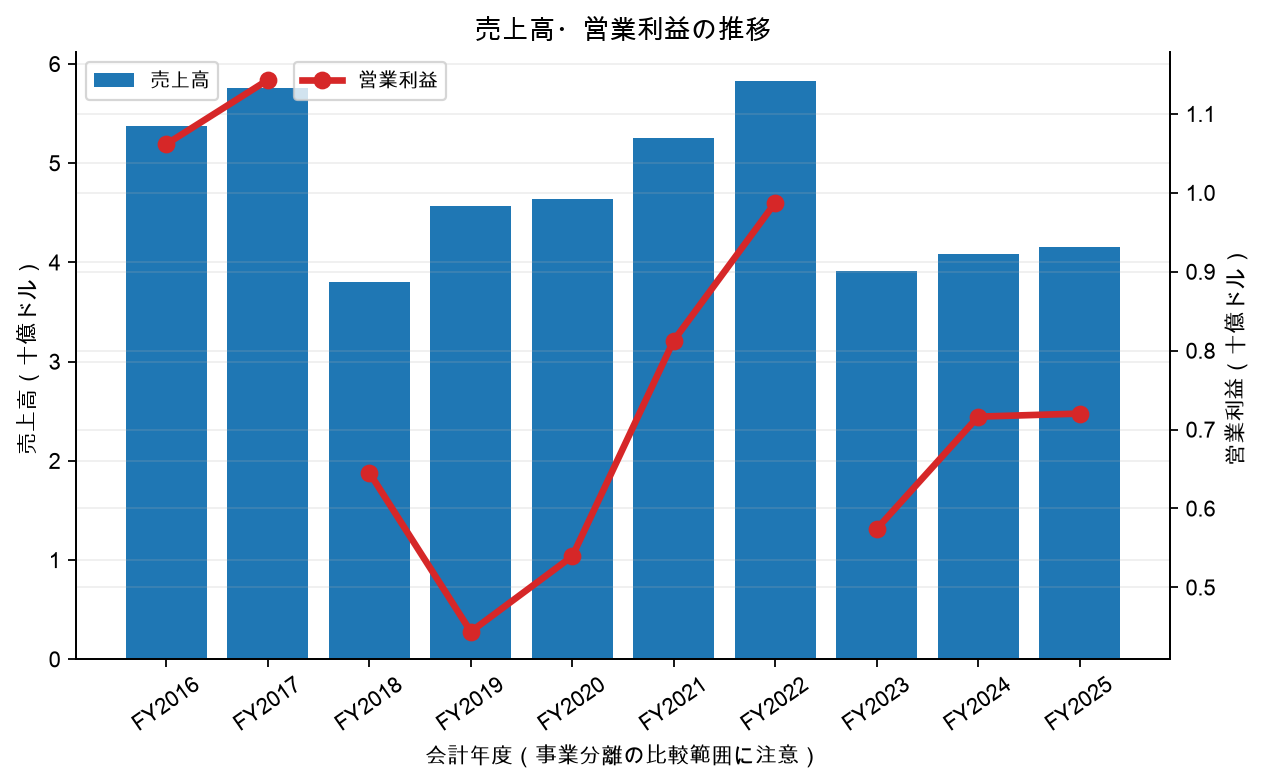 売上高・営業利益の推移
売上高
営業利益
6
5
4
3
2
1
0
売上高（十億ドル）
1.1
1.0
0.9
0.8
0.7
0.6
0.5
営業利益（十億ドル）
FY2016
FY2017
FY2018
FY2019
FY2020
FY2021
FY2022
FY2023
FY2024
FY2025
会計年度（事業分離の比較範囲に注意）